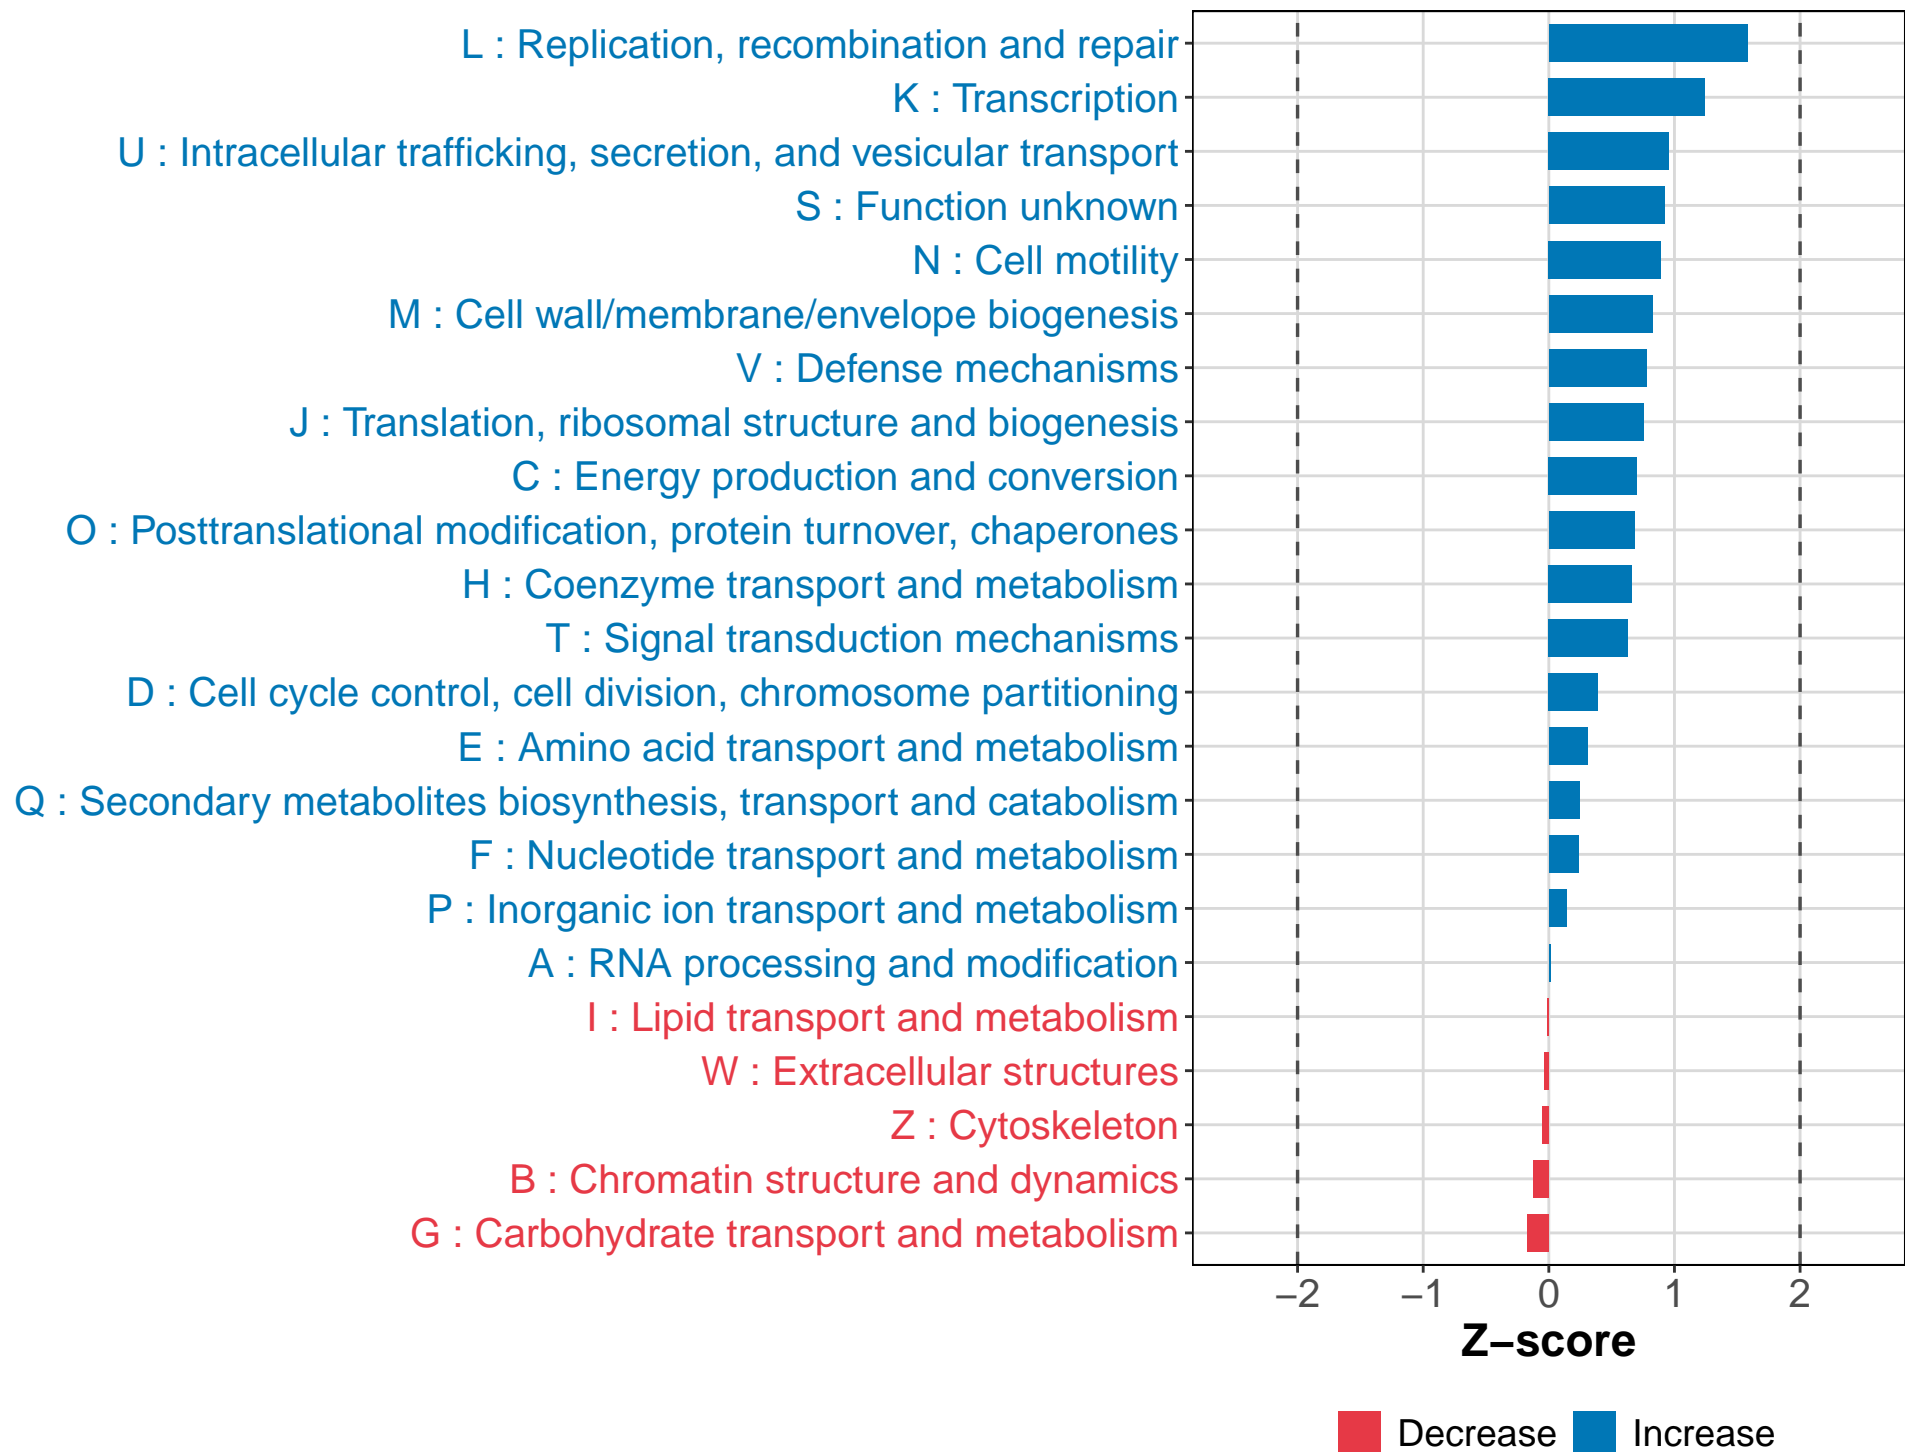 L : Replication, recombination and repair
K : Transcription
U : Intracellular trafficking, secretion, and vesicular transport
S : Function unknown
N : Cell motility
M : Cell wall/membrane/envelope biogenesis
V : Defense mechanisms
J : Translation, ribosomal structure and biogenesis
C : Energy production and conversion
O : Posttranslational modification, protein turnover, chaperones
H : Coenzyme transport and metabolism
T : Signal transduction mechanisms
D : Cell cycle control, cell division, chromosome partitioning
E : Amino acid transport and metabolism
Q : Secondary metabolites biosynthesis, transport and catabolism
F : Nucleotide transport and metabolism
P : Inorganic ion transport and metabolism
A : RNA processing and modification
I : Lipid transport and metabolism
W : Extracellular structures
Z : Cytoskeleton
B : Chromatin structure and dynamics
G : Carbohydrate transport and metabolism
−2 −1 0 1 2
Z−score
Decrease Increase